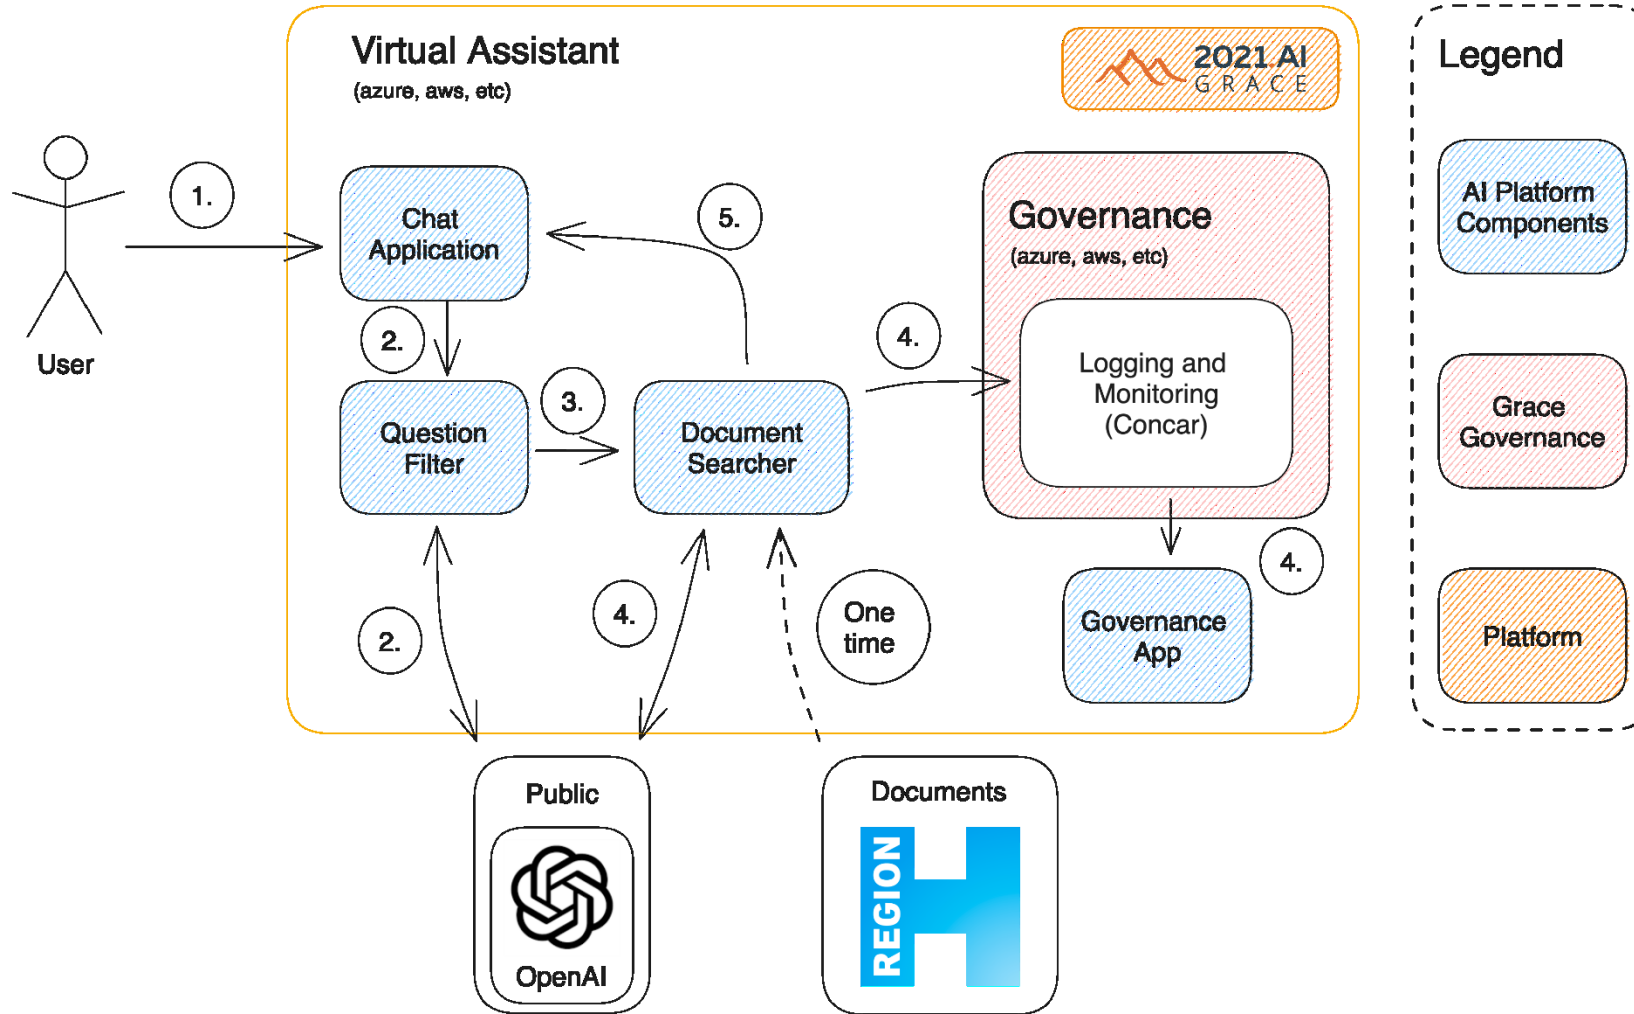 Virtual Assistant
(azure, aws, etc)
2021.AI
GRACE
Legend
1.
Chat
Application
5.
Governance
(azure, aws, etc)
AI Platform
Components
User
2.
4.
Logging and
Monitoring
(Concar)
Question
Filter
3.
Document
Searcher
Grace
Governance
2.
4.
One
time
4.
Governance
App
Platform
Public
OpenAI
Documents
REGION
H